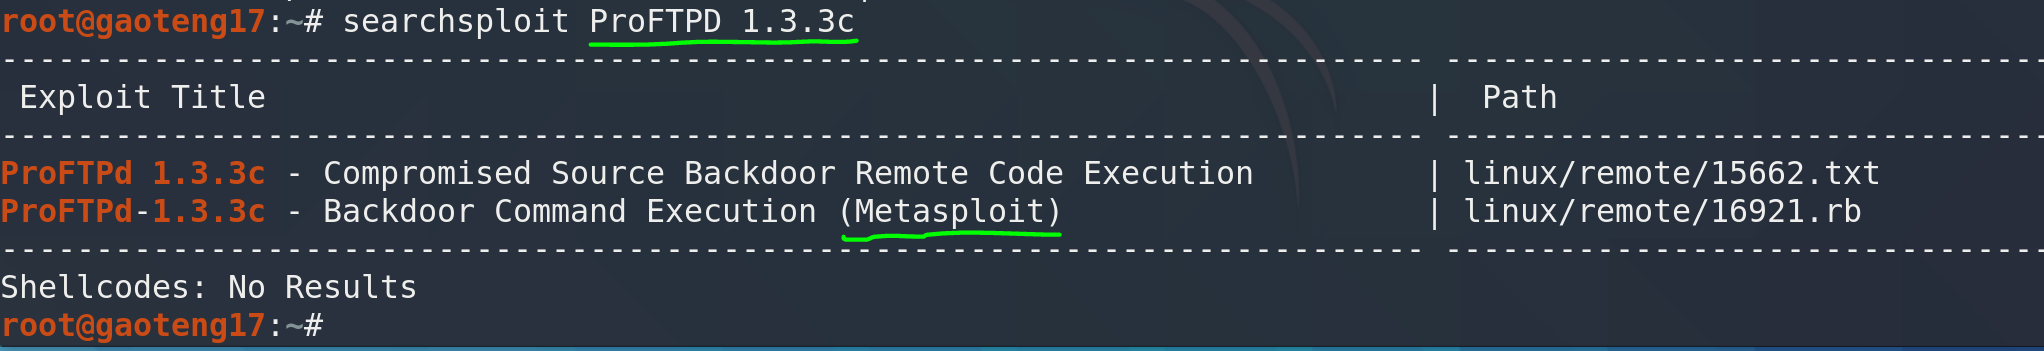 root@gaoteng17:~# searchsploit ProFTPD 1.3.3c
---------------------------------------------------------------------------- --------------------------------
Exploit Title | Path
---------------------------------------------------------------------------- --------------------------------
ProFTPd 1.3.3c - Compromised Source Backdoor Remote Code Execution | linux/remote/15662.txt
ProFTPd-1.3.3c - Backdoor Command Execution (Metasploit) | linux/remote/16921.rb
---------------------------------------------------------------------------- --------------------------------
Shellcodes: No Results
root@gaoteng17:~#